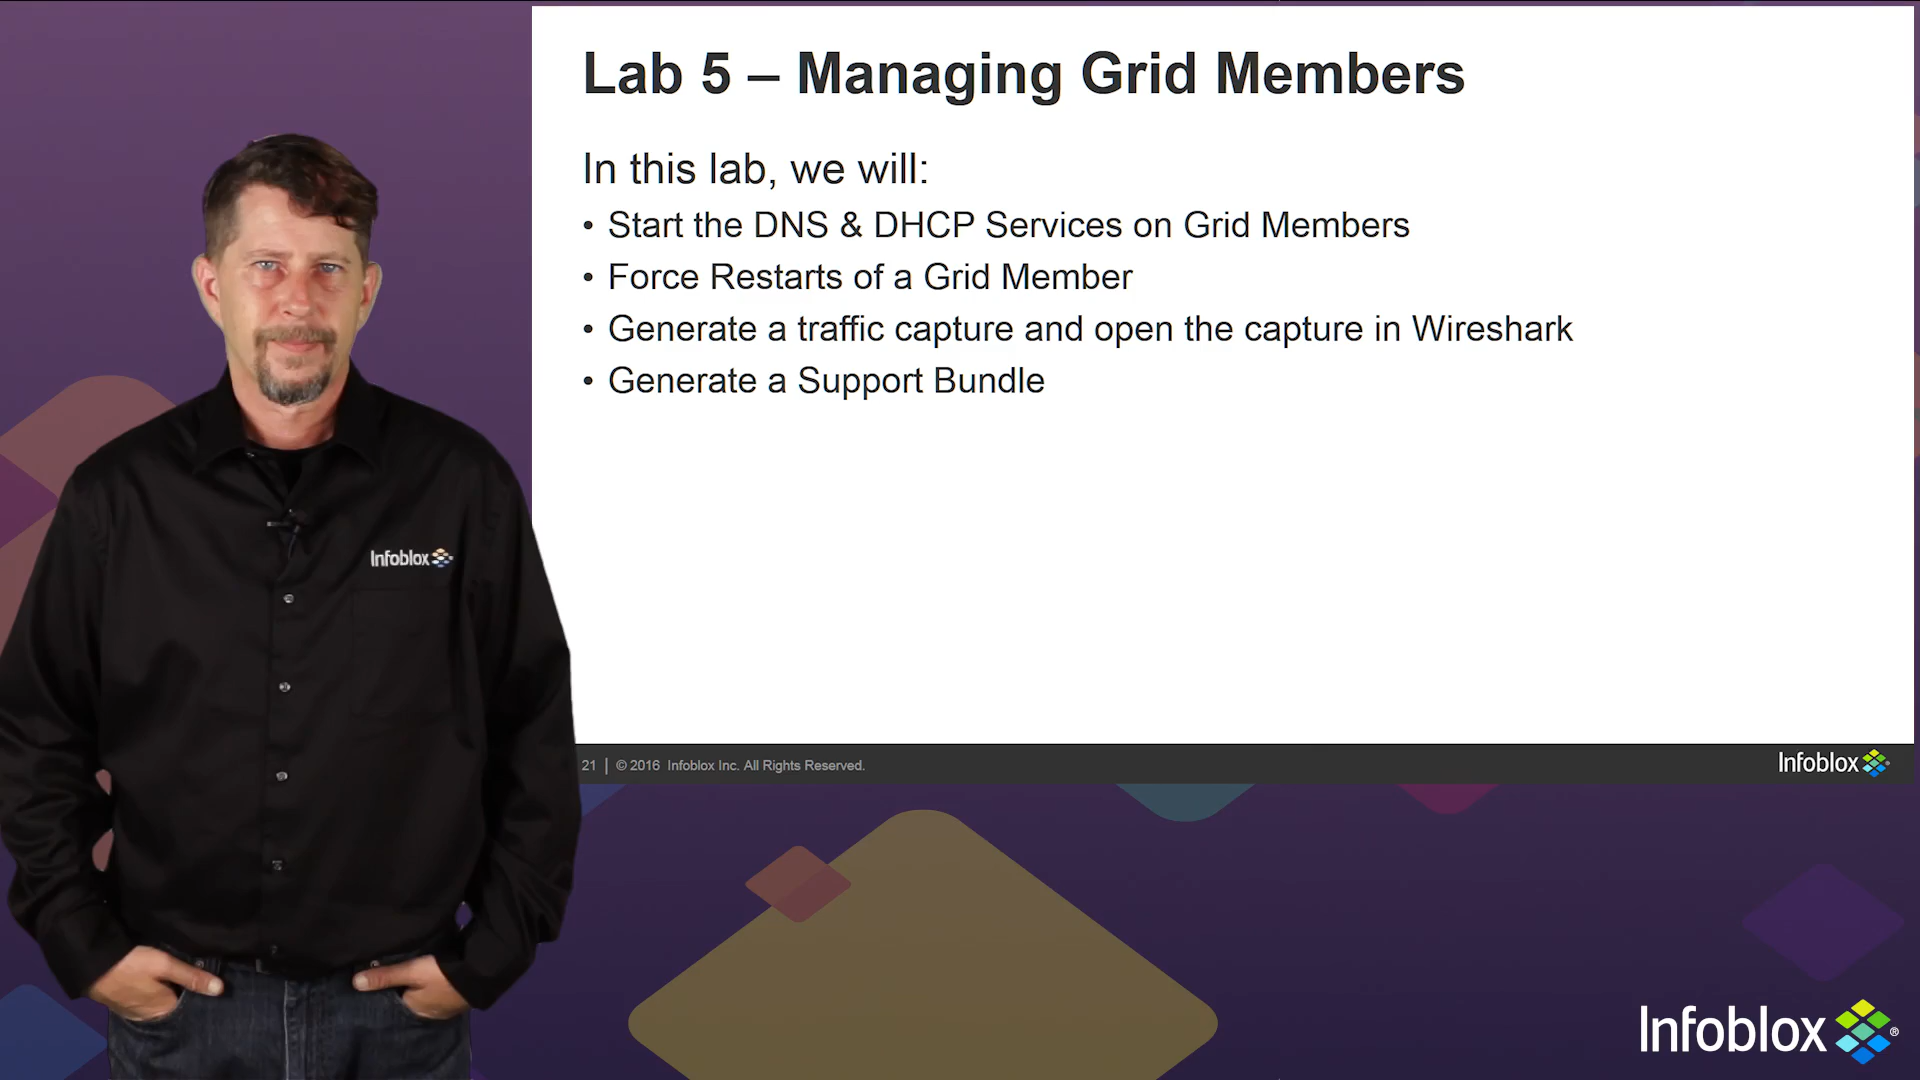 Lab 5 – Managing Grid Members
In this lab, we will:
• Start the DNS & DHCP Services on Grid Members
• Force Restarts of a Grid Member
• Generate a traffic capture and open the capture in Wireshark
• Generate a Support Bundle
Infoblox
21 | © 2016 Infoblox Inc. All Rights Reserved.
Infoblox
Infoblox®